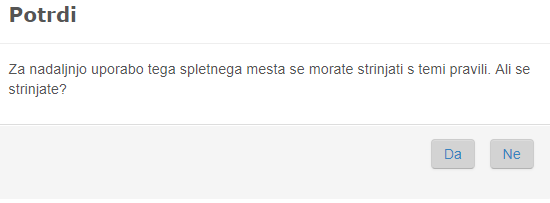 Potrdi
Za nadaljnjo uporabo tega spletnega mesta se morate strinjati s temi pravili. Ali se
strinjate?
Da Ne